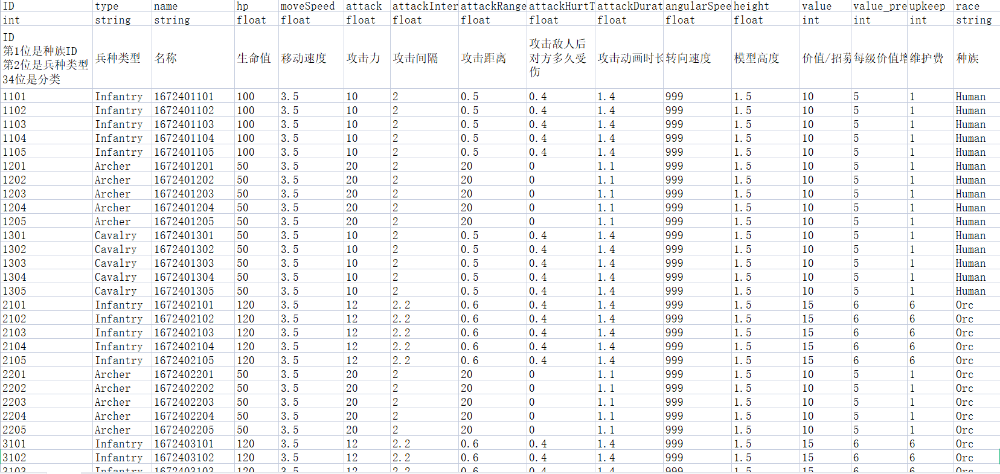 ID type name hp moveSpeed attack attackInter attackRange attackHurtT attackDurat angularSpee height value value_pre upkeep race
int string string float float float float float float float float float int int int string
ID
第1位是种族ID
第2位是兵种类型
34位是分类
兵种类型 名称 生命值 移动速度 攻击力 攻击间隔 攻击距离
攻击敌人后
对方多久受
伤
攻击动画时长 转向速度 模型高度 价值/招募 每级价值增 维护费 种族
1101 Infantry 1672401101 100 3.5 10 2 0.5 0.4 1.4 999 1.5 10 5 1 Human
1102 Infantry 1672401102 100 3.5 10 2 0.5 0.4 1.4 999 1.5 10 5 1 Human
1103 Infantry 1672401103 100 3.5 10 2 0.5 0.4 1.4 999 1.5 10 5 1 Human
1104 Infantry 1672401104 100 3.5 10 2 0.5 0.4 1.4 999 1.5 10 5 1 Human
1105 Infantry 1672401105 100 3.5 10 2 0.5 0.4 1.4 999 1.5 10 5 1 Human
1201 Archer 1672401201 50 3.5 20 2 20 0 1.1 999 1.5 10 5 1 Human
1202 Archer 1672401202 50 3.5 20 2 20 0 1.1 999 1.5 10 5 1 Human
1203 Archer 1672401203 50 3.5 20 2 20 0 1.1 999 1.5 10 5 1 Human
1204 Archer 1672401204 50 3.5 20 2 20 0 1.1 999 1.5 10 5 1 Human
1205 Archer 1672401205 50 3.5 20 2 20 0 1.1 999 1.5 10 5 1 Human
1301 Cavalry 1672401301 50 3.5 10 2 0.5 0.4 1.4 999 1.5 10 5 1 Human
1302 Cavalry 1672401302 50 3.5 10 2 0.5 0.4 1.4 999 1.5 10 5 1 Human
1303 Cavalry 1672401303 50 3.5 10 2 0.5 0.4 1.4 999 1.5 10 5 1 Human
1304 Cavalry 1672401304 50 3.5 10 2 0.5 0.4 1.4 999 1.5 10 5 1 Human
1305 Cavalry 1672401305 50 3.5 10 2 0.5 0.4 1.4 999 1.5 10 5 1 Human
2101 Infantry 1672402101 120 3.5 12 2.2 0.6 0.4 1.4 999 1.5 15 6 6 Orc
2102 Infantry 1672402102 120 3.5 12 2.2 0.6 0.4 1.4 999 1.5 15 6 6 Orc
2103 Infantry 1672402103 120 3.5 12 2.2 0.6 0.4 1.4 999 1.5 15 6 6 Orc
2104 Infantry 1672402104 120 3.5 12 2.2 0.6 0.4 1.4 999 1.5 15 6 6 Orc
2105 Infantry 1672402105 120 3.5 12 2.2 0.6 0.4 1.4 999 1.5 15 6 6 Orc
2201 Archer 1672402201 50 3.5 20 2 20 0 1.1 999 1.5 10 5 1 Orc
2202 Archer 1672402202 50 3.5 20 2 20 0 1.1 999 1.5 10 5 1 Orc
2203 Archer 1672402203 50 3.5 20 2 20 0 1.1 999 1.5 10 5 1 Orc
2204 Archer 1672402204 50 3.5 20 2 20 0 1.1 999 1.5 10 5 1 Orc
2205 Archer 1672402205 50 3.5 20 2 20 0 1.1 999 1.5 10 5 1 Orc
3101 Infantry 1672403101 120 3.5 12 2.2 0.6 0.4 1.4 999 1.5 15 6 6 Orc
3102 Infantry 1672403102 120 3.5 12 2.2 0.6 0.4 1.4 999 1.5 15 6 6 Orc
3103 Infantry 1672403103 120 3.5 12 2.2 0.6 0.4 1.4 999 1.5 15 6 6 Orc